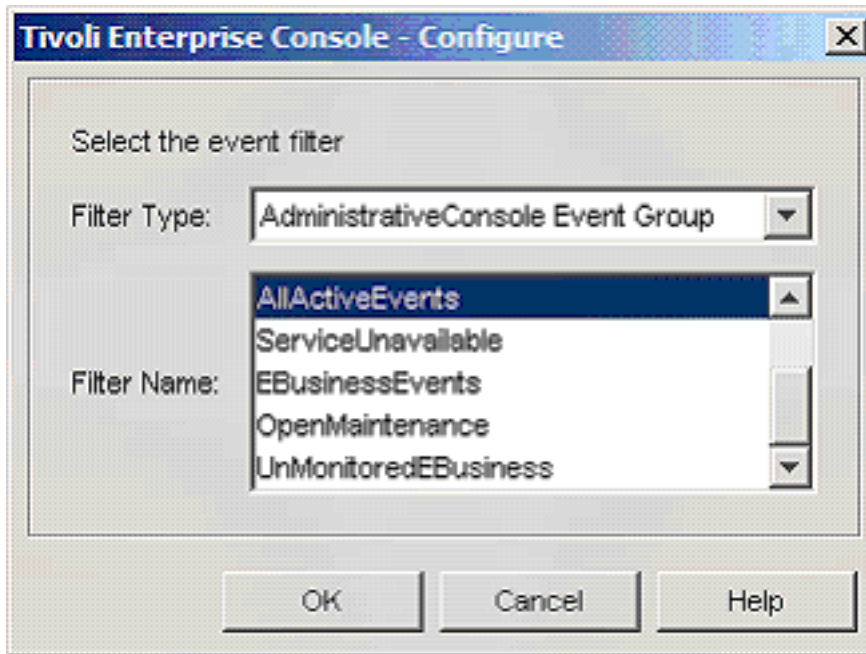 Tivoli Enterprise Console - Configure
Select the event filter
Filter Type: AdministrativeConsole Event Group
AllActiveEvents
ServiceUnavailable
Filter Name: EBusinessEvents
OpenMaintenance
UnMonitoredEBusiness
OK Cancel Help